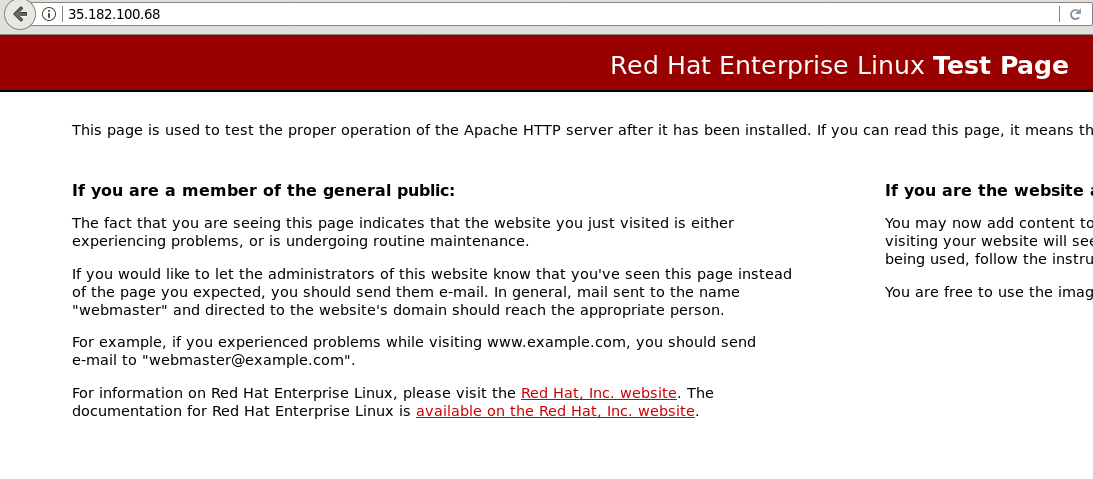 35.182.100.68
Red Hat Enterprise Linux Test Page
This page is used to test the proper operation of the Apache HTTP server after it has been installed. If you can read this page, it means
If you are a member of the general public:
The fact that you are seeing this page indicates that the website you just visited is either
experiencing problems, or is undergoing routine maintenance.
If you would like to let the administrators of this website know that you've seen this page instead
of the page you expected, you should send them e-mail. In general, mail sent to the name
"webmaster" and directed to the website's domain should reach the appropriate person.
For example, if you experienced problems while visiting www.example.com, you should send
e-mail to "webmaster@example.com".
For information on Red Hat Enterprise Linux, please visit the Red Hat, Inc. website. The
documentation for Red Hat Enterprise Linux is available on the Red Hat, Inc. website.
If you are the website
You may now add content to
visiting your website will
being used, follow the
You are free to use the